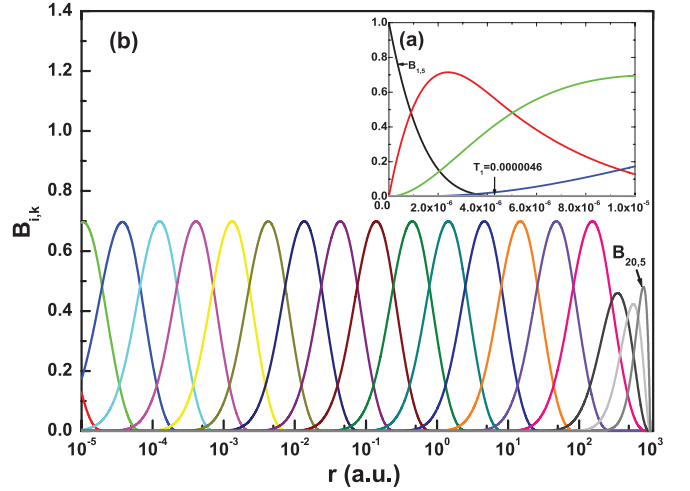 (b)
(a)
B_{i,k}
1.4
1.2
1.0
0.8
0.6
0.4
0.2
0.0
10^{-5} 10^{-4} 10^{-3} 10^{-2} 10^{-1} 10^{0} 10^{1} 10^{2} 10^{3}
r (a.u.)
B_{20,5}
1.0
0.8
0.6
0.4
0.2
0.0
B_{1,5}
T_1=0.0000046
0.0 2.0x10^{-6} 4.0x10^{-6} 6.0x10^{-6} 8.0x10^{-6} 1.0x10^{-5}